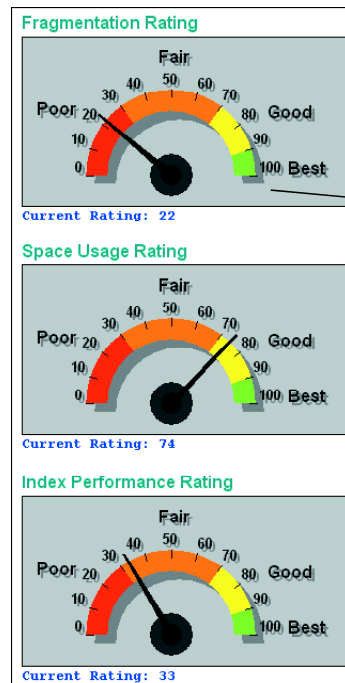 Fragmentation Rating
Fair
Poor
Good
Best
0 10 20 30 40 50 60 70 80 90 100
Current Rating: 22
Space Usage Rating
Fair
Poor
Good
Best
0 10 20 30 40 50 60 70 80 90 100
Current Rating: 74
Index Performance Rating
Fair
Poor
Good
Best
0 10 20 30 40 50 60 70 80 90 100
Current Rating: 33